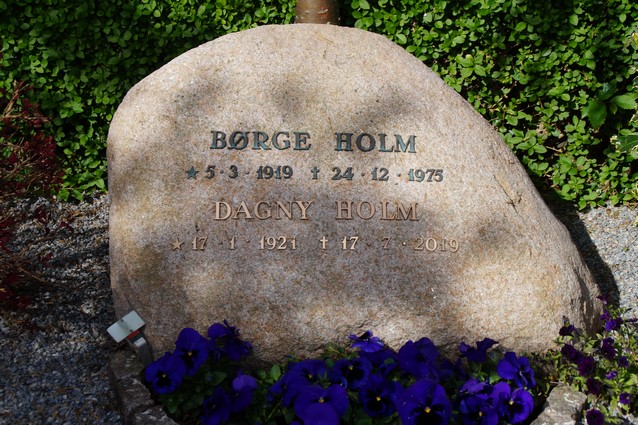 BØRGE HOLM
★ 5 · 3 · 1919 † 24 · 12 · 1975
DAGNY HOLM
★ 17 · 1 · 1921 † 17 · 7 · 2019